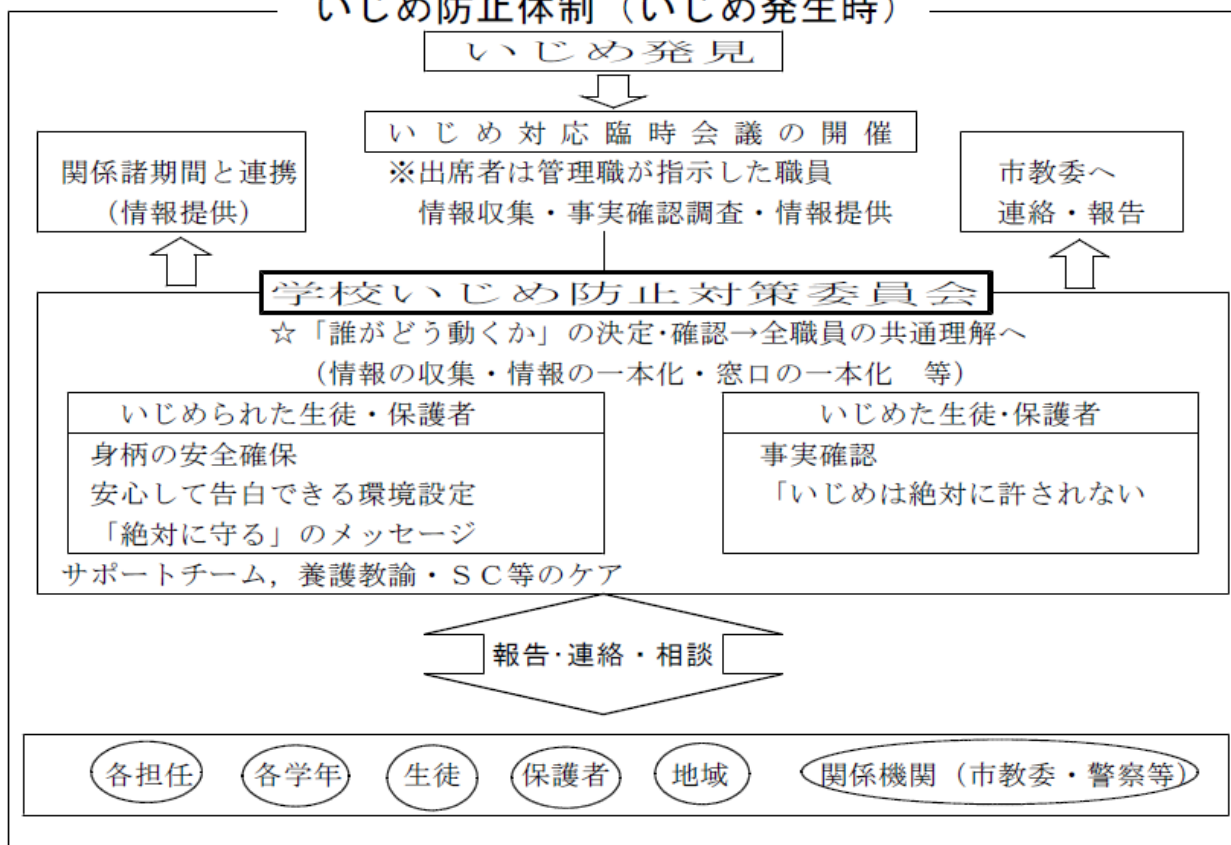 いじめ防止体制（いじめ発生時）
いじめ発見
いじめ対応臨時会議の開催
※出席者は管理職が指示した職員
情報収集・事実確認調査・情報提供
関係諸期間と連携
（情報提供）
市教委へ
連絡・報告
学校いじめ防止対策委員会
☆「誰がどう動くか」の決定・確認→全職員の共通理解へ
（情報の収集・情報の一本化・窓口の一本化　等）
いじめられた生徒・保護者
身柄の安全確保
安心して告白できる環境設定
「絶対に守る」のメッセージ
いじめた生徒・保護者
事実確認
「いじめは絶対に許されない
サポートチーム，養護教諭・ＳＣ等のケア
報告・連絡・相談
各担任
各学年
生徒
保護者
地域
関係機関（市教委・警察等）